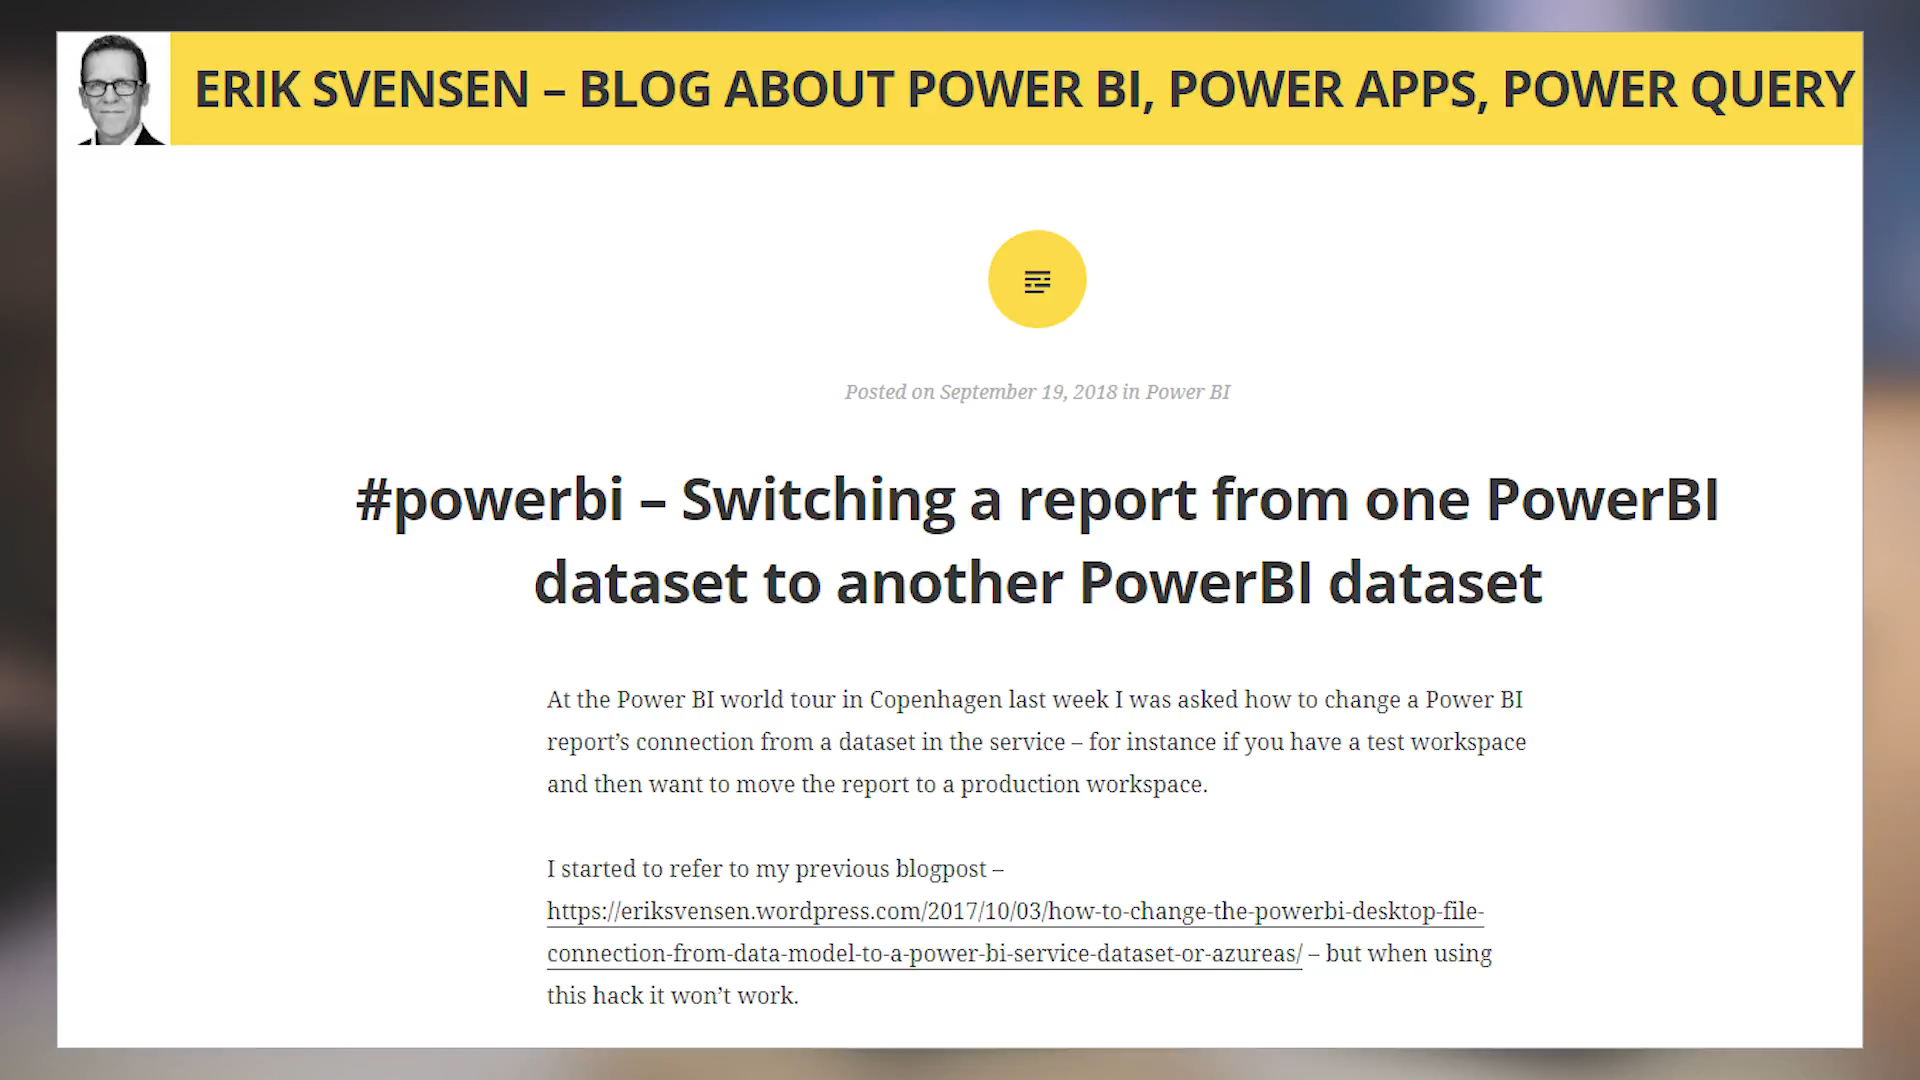 ERIK SVENSEN – BLOG ABOUT POWER BI, POWER APPS, POWER QUERY
Posted on September 19, 2018 in Power BI
#powerbi – Switching a report from one PowerBI
dataset to another PowerBI dataset
At the Power BI world tour in Copenhagen last week I was asked how to change a Power BI
report’s connection from a dataset in the service – for instance if you have a test workspace
and then want to move the report to a production workspace.
I started to refer to my previous blogpost –
https://eriksvensen.wordpress.com/2017/10/03/how-to-change-the-powerbi-desktop-file-
connection-from-data-model-to-a-power-bi-service-dataset-or-azureas/ – but when using
this hack it won’t work.